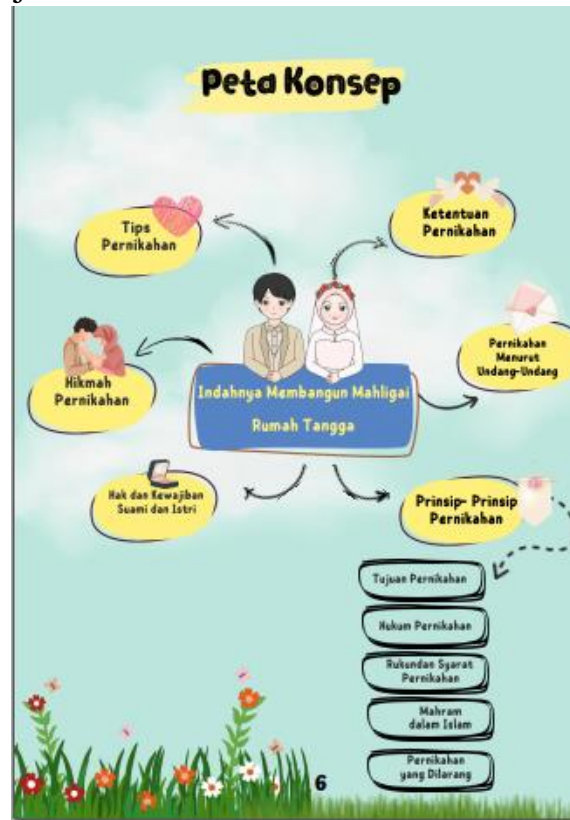 Peta Konsep
Tips
Pernikahan
Ketentuan
Pernikahan
Hikmah
Pernikahan
Pernikahan
Menurut
Undang-Undang
Indahnya Membangun Mahligai
Rumah Tangga
Hak dan Kewajiban
Suami dan Istri
Prinsip- Prinsip
Pernikahan
Tujuan Pernikahan
Hukum Pernikahan
Rukundan Syarat
Pernikahan
Mahram
dalam Islam
Pernikahan
yang Dilarang
6